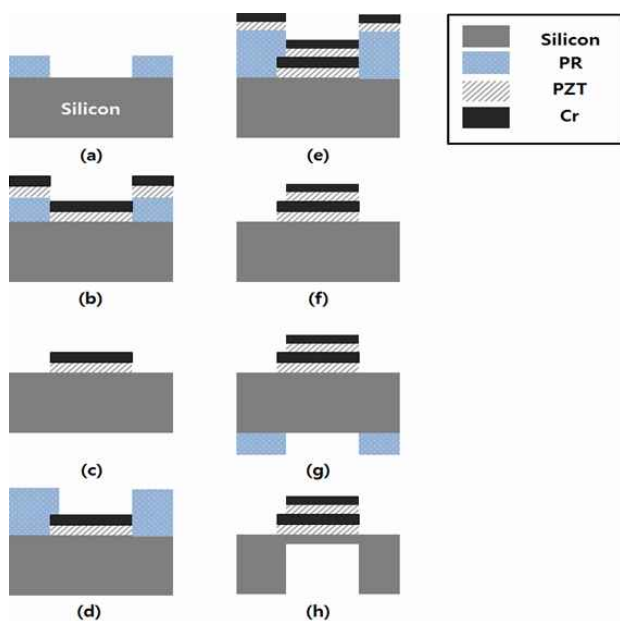 Silicon
(a)
(b)
(c)
(d)
(e)
(f)
(g)
(h)
Silicon
PR
PZT
Cr